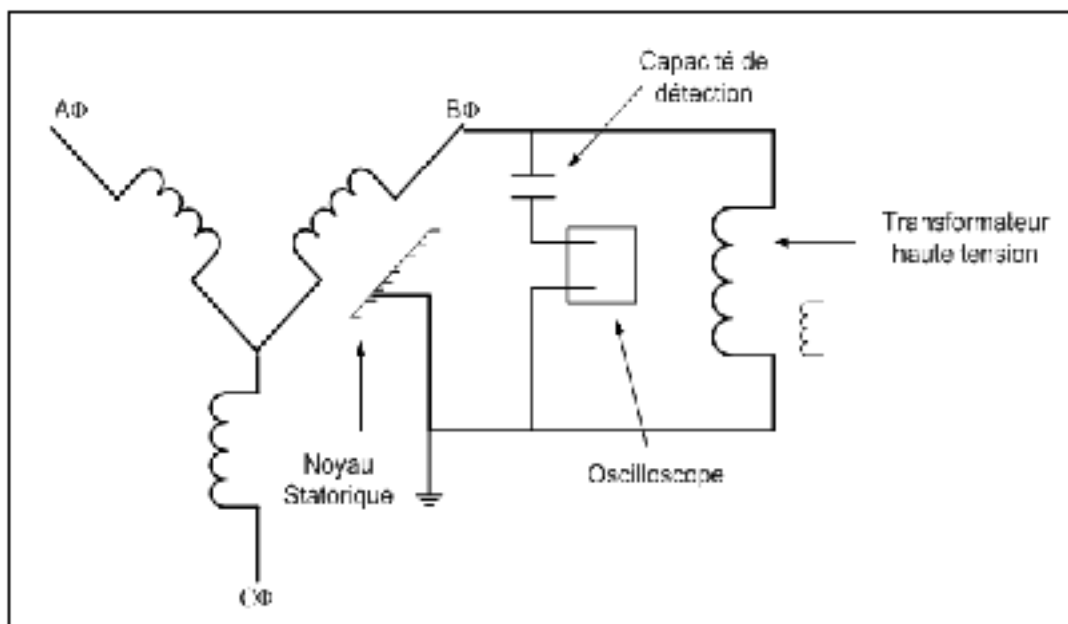 Capacité de
détection
AΦ
BΦ
Transformateur
haute tension
Noyau
Statorique
Oscilloscope
CΦ